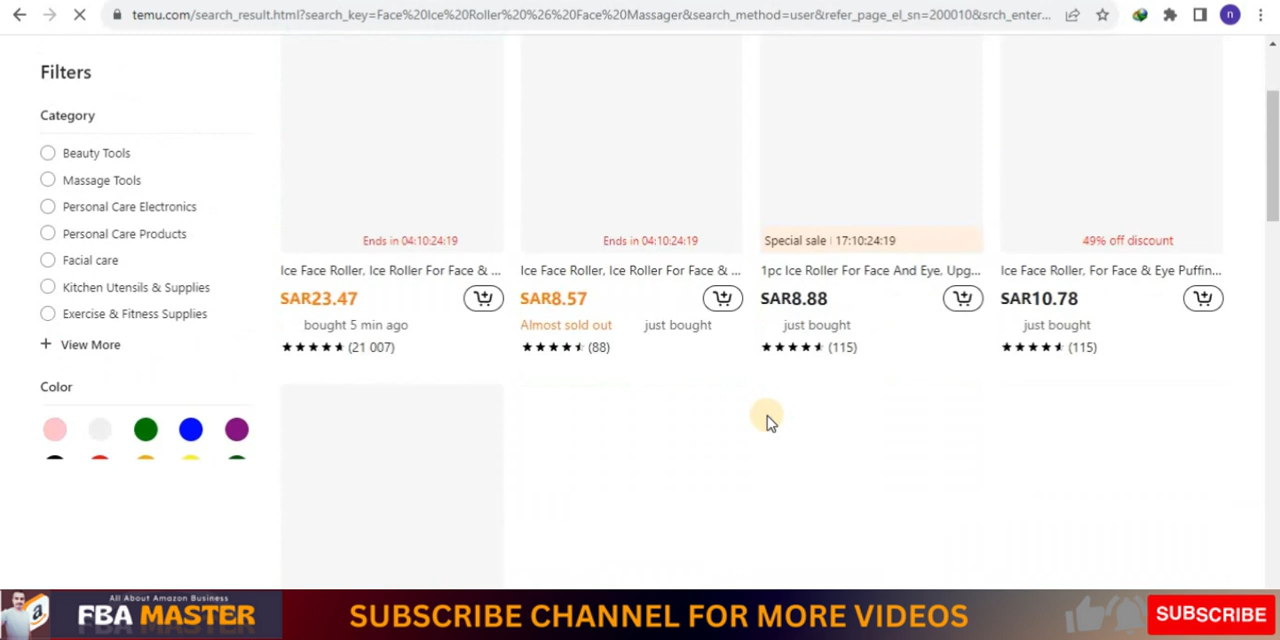 temu.com/search_result.html?search_key=Face%20Ice%20Roller%20%26%20Face%20Massager&search_method=user&refer_page_el_sn=200010&srch_enter...
n
Filters
Category
Beauty Tools
Massage Tools
Personal Care Electronics
Personal Care Products
Facial care
Kitchen Utensils & Supplies
Exercise & Fitness Supplies
+ View More
Color
Ends in 04:10:24:19
Ice Face Roller, Ice Roller For Face & ...
SAR23.47
bought 5 min ago
(21 007)
Ends in 04:10:24:19
Ice Face Roller, Ice Roller For Face & ...
SAR8.57
Almost sold out just bought
(88)
Special sale | 17:10:24:19
1pc Ice Roller For Face And Eye, Upg...
SAR8.88
just bought
(115)
49% off discount
Ice Face Roller, For Face & Eye Puffin...
SAR10.78
just bought
(115)
a
All About Amazon Business
FBA MASTER
SUBSCRIBE CHANNEL FOR MORE VIDEOS
SUBSCRIBE